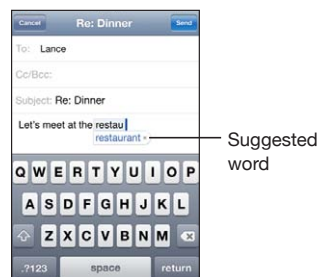 Cancel Re: Dinner Send
To: Lance
Cc/Bcc:
Subject: Re: Dinner
Let's meet at the restau
restaurant ×
Suggested word
Q W E R T Y U I O P
A S D F G H J K L
Z X C V B N M
.?123 space return